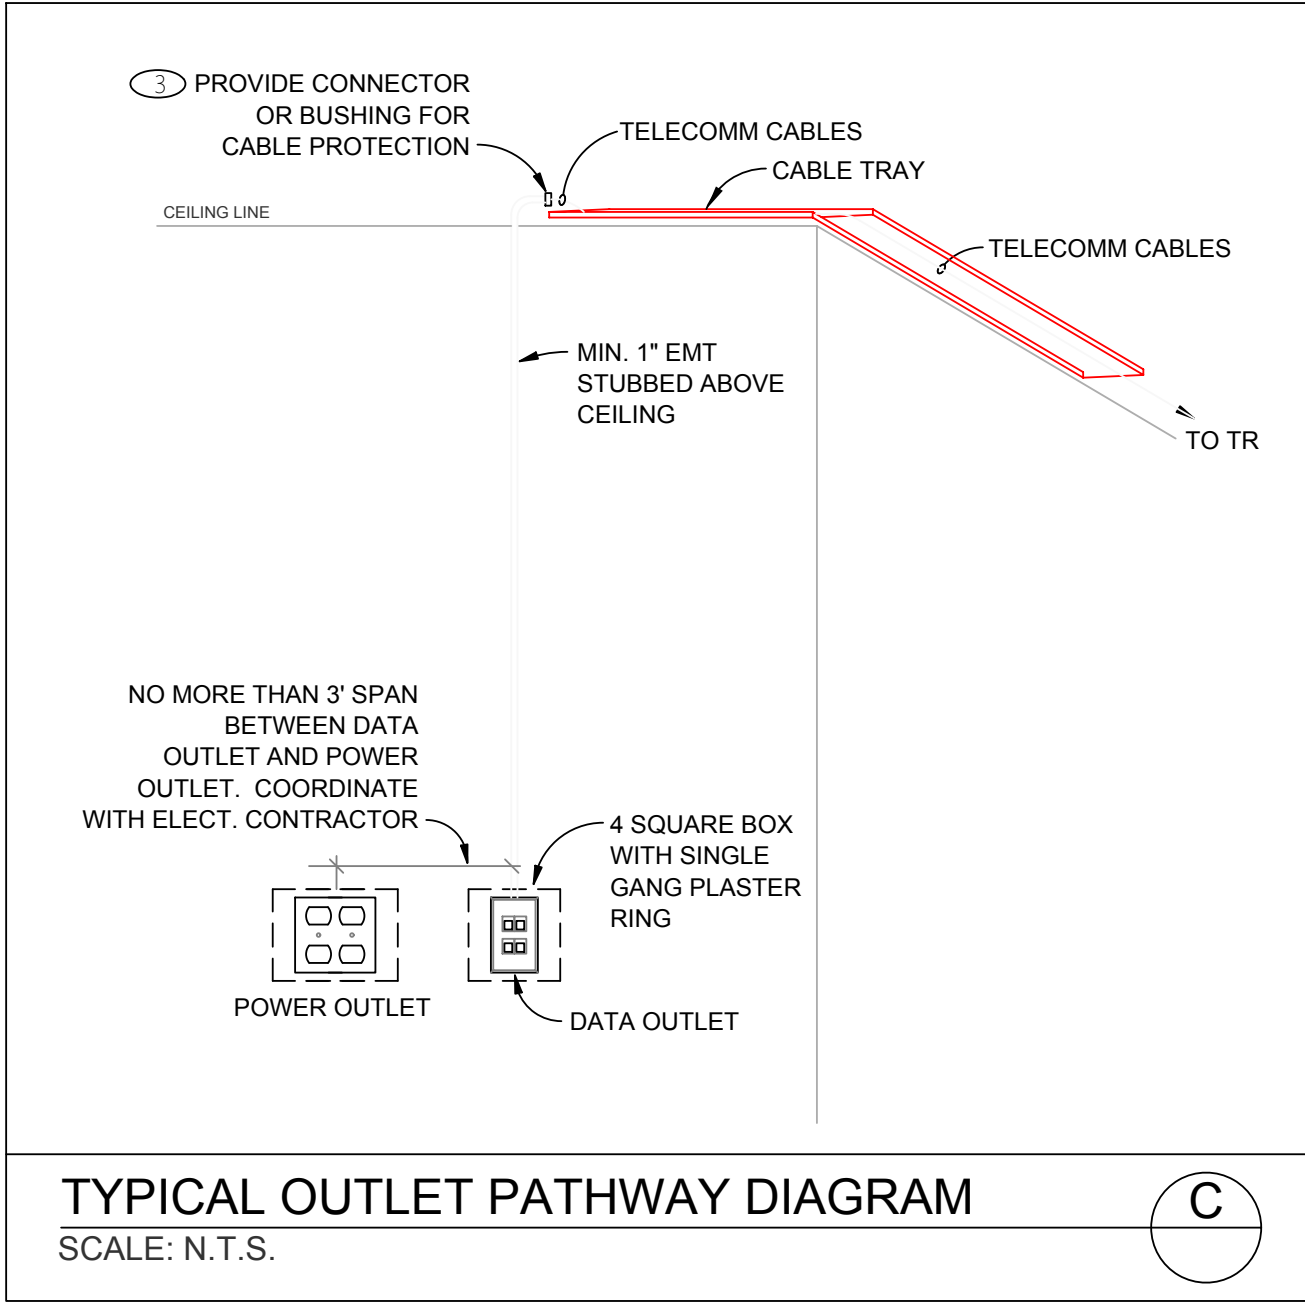 3 PROVIDE CONNECTOR
OR BUSHING FOR
CABLE PROTECTION
TELECOMM CABLES
CABLE TRAY
CEILING LINE
TELECOMM CABLES
MIN. 1" EMT
STUBBED ABOVE
CEILING
TO TR
NO MORE THAN 3' SPAN
BETWEEN DATA
OUTLET AND POWER
OUTLET.  COORDINATE
WITH ELECT. CONTRACTOR
4 SQUARE BOX
WITH SINGLE
GANG PLASTER
RING
POWER OUTLET
DATA OUTLET
TYPICAL OUTLET PATHWAY DIAGRAM
C
SCALE: N.T.S.